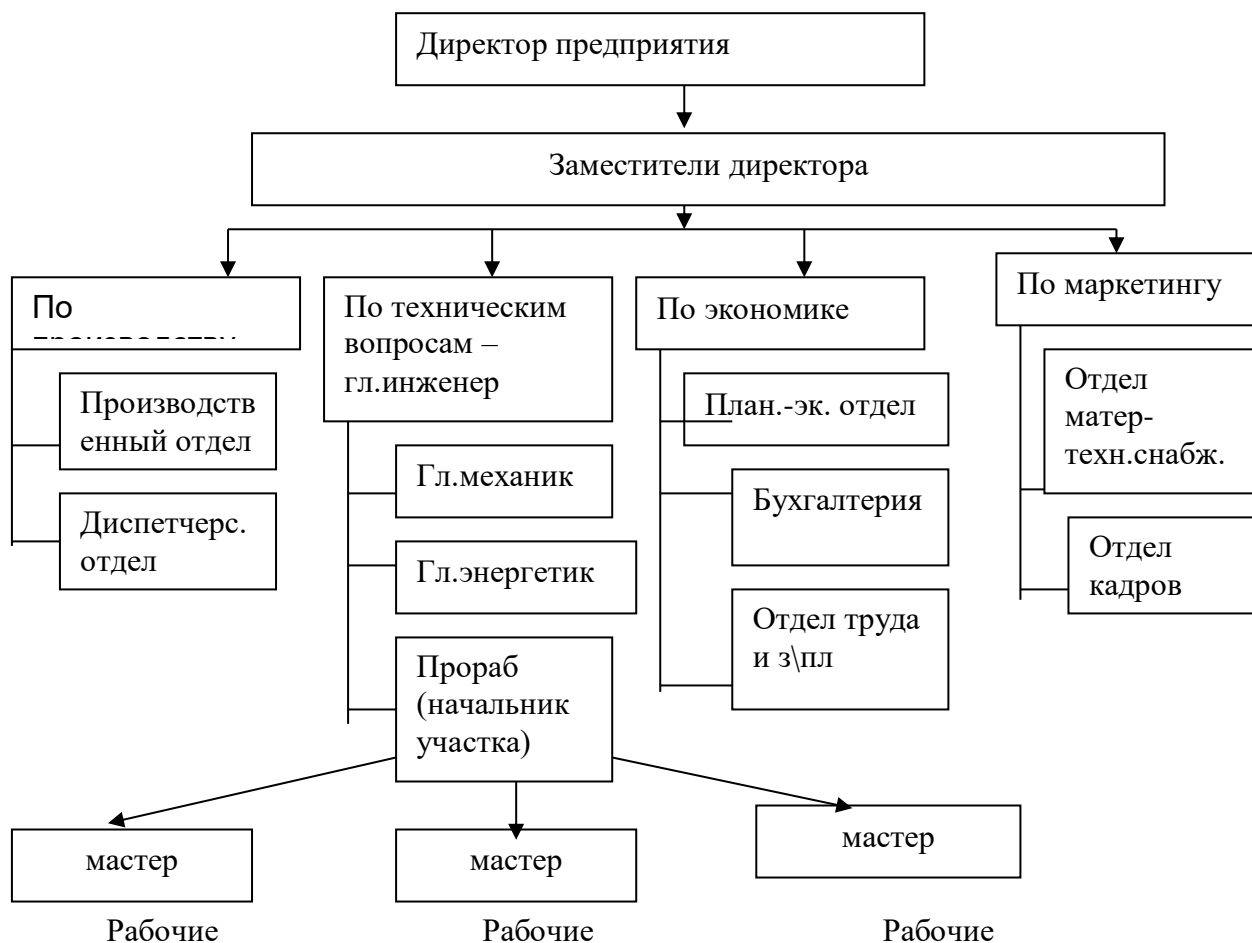 Директор предприятия
Заместители директора
По
По техническим
вопросам –
гл.инженер
По экономике
По маркетингу
Производств
енный отдел
Диспетчерс.
отдел
Гл.механик
Гл.энергетик
Прораб
(начальник
участка)
План.-эк. отдел
Бухгалтерия
Отдел труда
и з\пл
Отдел
матер-
техн.снабж.
Отдел
кадров
мастер
мастер
мастер
Рабочие
Рабочие
Рабочие